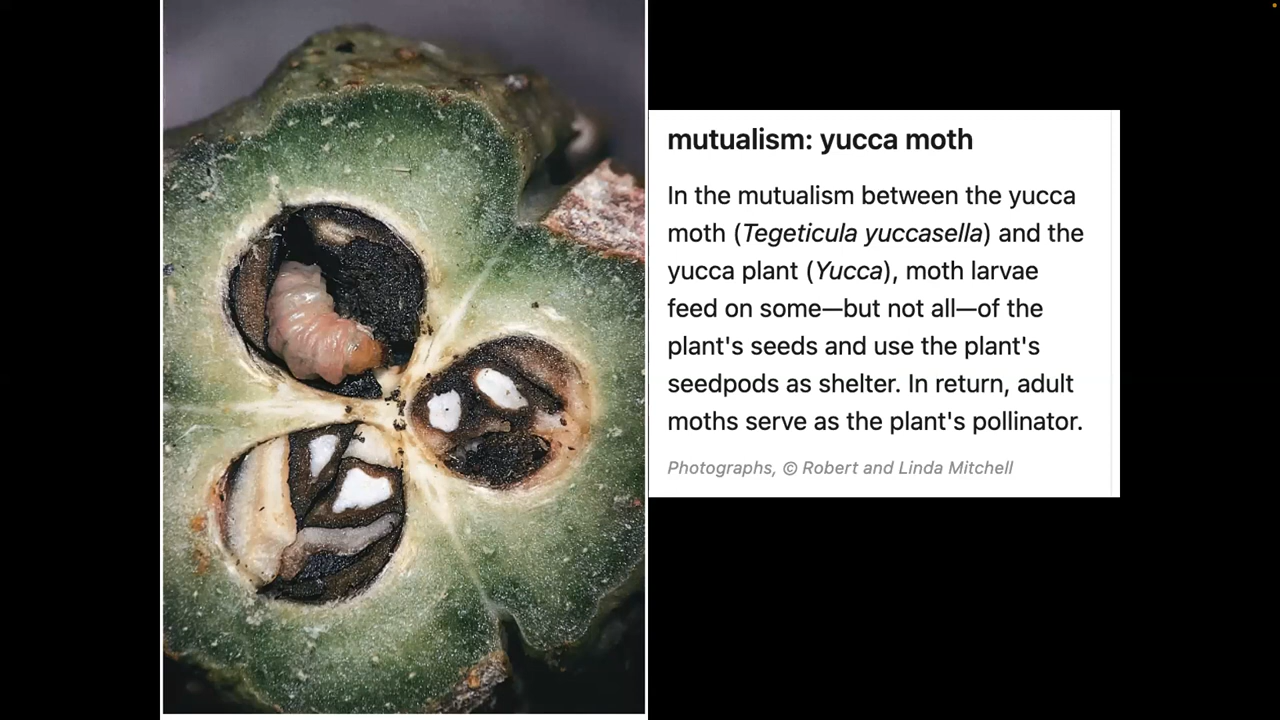 mutualism: yucca moth
In the mutualism between the yucca
moth (Tegeticula yuccasella) and the
yucca plant (Yucca), moth larvae
feed on some—but not all—of the
plant's seeds and use the plant's
seedpods as shelter. In return, adult
moths serve as the plant's pollinator.
Photographs, © Robert and Linda Mitchell